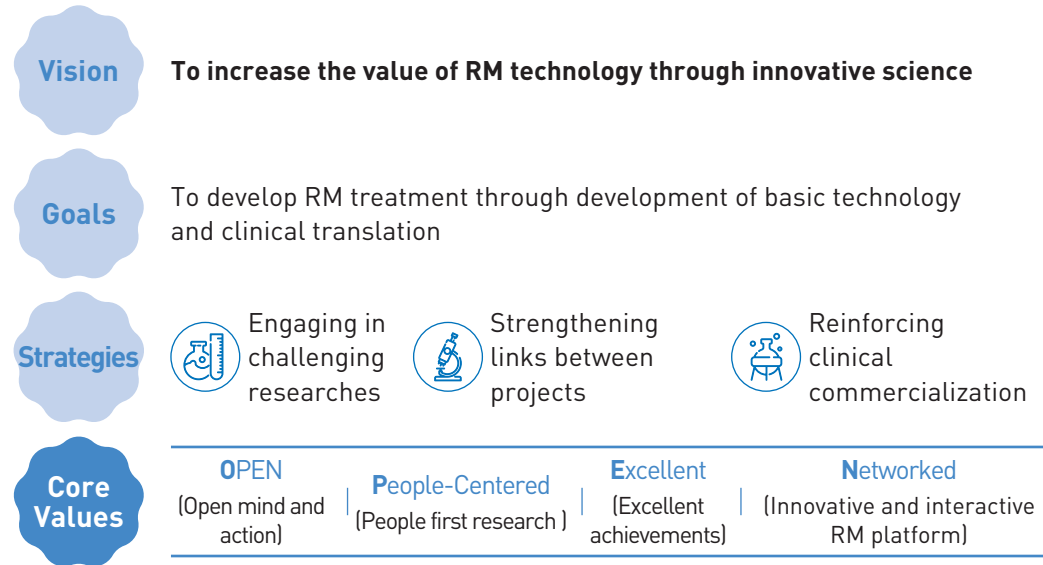 Vision
To increase the value of RM technology through innovative science
Goals
To develop RM treatment through development of basic technology
and clinical translation
Strategies
Engaging in
challenging
researches
Strengthening
links between
projects
Reinforcing
clinical
commercialization
Core
Values
OPEN
(Open mind and
action)
People-Centered
(People first research )
Excellent
(Excellent
achievements)
Networked
(Innovative and interactive
RM platform)